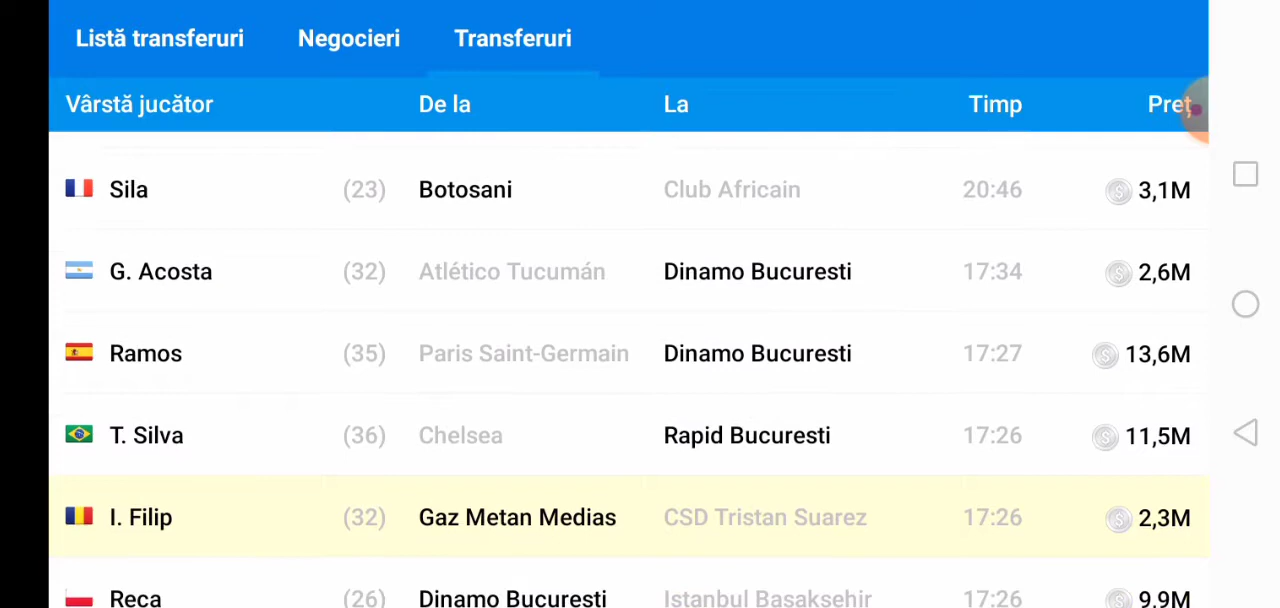 Listă transferuri Negocieri Transferuri
Vârstă jucător De la La Timp Preț
Sila (23) Botosani Club Africain 20:46 3,1M
G. Acosta (32) Atlético Tucumán Dinamo Bucuresti 17:34 2,6M
Ramos (35) Paris Saint-Germain Dinamo Bucuresti 17:27 13,6M
T. Silva (36) Chelsea Rapid Bucuresti 17:26 11,5M
I. Filip (32) Gaz Metan Medias CSD Tristan Suarez 17:26 2,3M
Reca (26) Dinamo Bucuresti Istanbul Basaksehir 17:26 9,9M